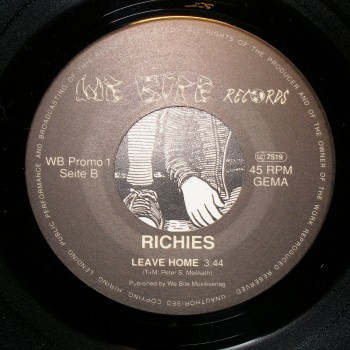 ALL RIGHTS OF THE PRODUCER AND OF THE OWNER OF THE WORK REPRODUCED RESERVED. UNAUTHORISED COPYING HIRING, LENDING, PUBLIC PERFORMANCE AND BROADCASTING OF THIS RECORD
WE BITE RECORDS
WB Promo 1
Seite B
LC 7519
45 RPM
GEMA
RICHIES
LEAVE HOME 3:44
(T+M: Peter S. Meskath)
Published by We Bite Musikverlag